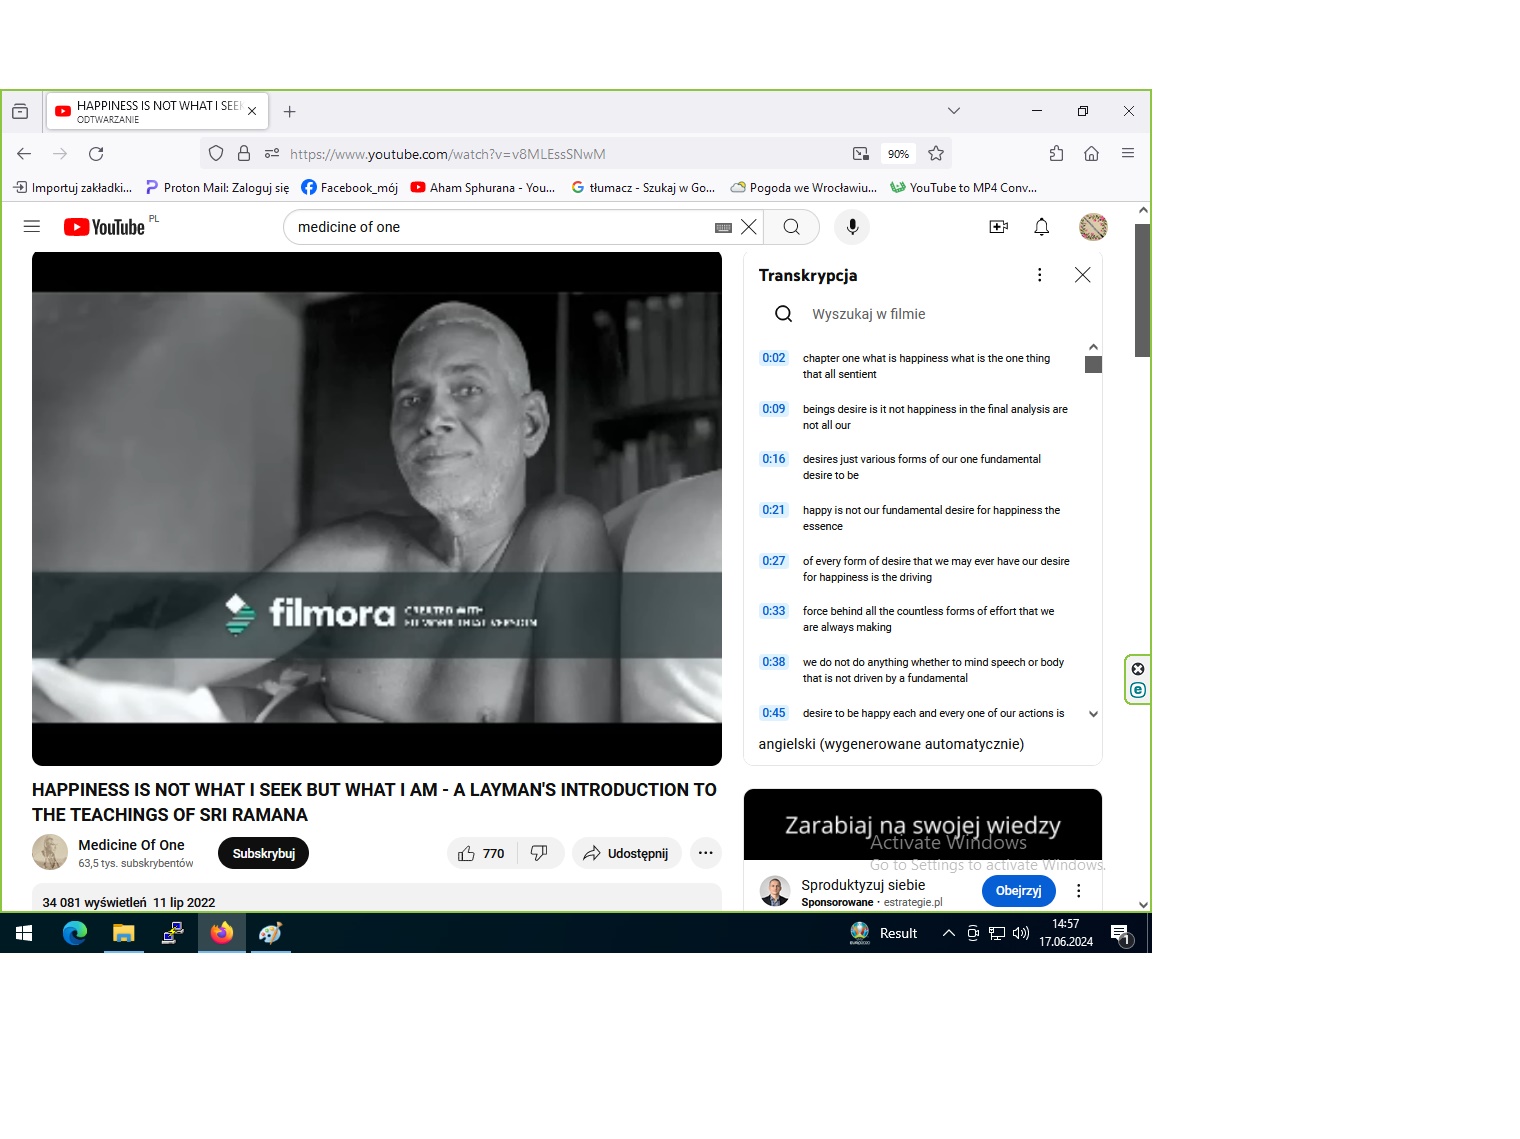 HAPPINESS IS NOT WHAT I SEEK
ODTWARZANIE
https://www.youtube.com/watch?v=v8MLEssSNwM
90%
Importuj zakładki...
Proton Mail: Zaloguj się
Facebook_mój
Aham Sphurana - You...
tłumacz - Szukaj w Go...
Pogoda we Wrocławiu...
YouTube to MP4 Conv...
YouTube PL
medicine of one
filmora CREATED WITH
Transkrypcja
Wyszukaj w filmie
0:02 chapter one what is happiness what is the one thing
that all sentient
0:09 beings desire is it not happiness in the final analysis are
not all our
0:16 desires just various forms of our one fundamental
desire to be
0:21 happy is not our fundamental desire for happiness the
essence
0:27 of every form of desire that we may ever have our desire
for happiness is the driving
0:33 force behind all the countless forms of effort that we
are always making
0:38 we do not do anything whether to mind speech or body
that is not driven by a fundamental
0:45 desire to be happy each and every one of our actions is
angielski (wygenerowane automatycznie)
HAPPINESS IS NOT WHAT I SEEK BUT WHAT I AM - A LAYMAN'S INTRODUCTION TO
THE TEACHINGS OF SRI RAMANA
Medicine Of One
63,5 tys. subskrybentów
Subskrybuj
770
Udostępnij
34 081 wyświetleń 11 lip 2022
Zarabiaj na swojej wiedzy
Activate Windows
Go to Settings to activate Windows.
Sproduktyzuj siebie
Sponsorowane · estrategie.pl
Obejrzyj
Result
14:57
17.06.2024
1